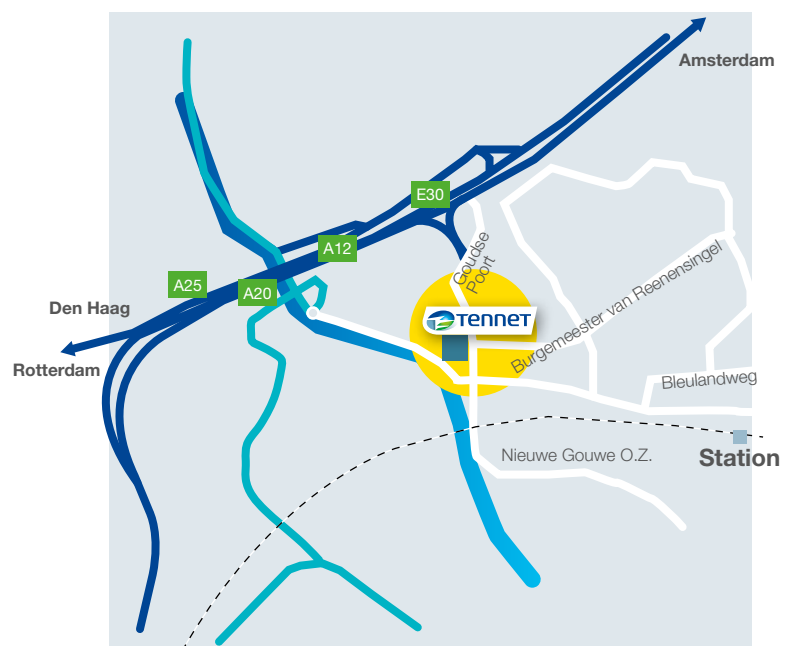 Amsterdam
E30
Goudse
Poort
A12
A25
A20
Den Haag
Rotterdam
TENNET
Burgemeester van Reenensingel
Bleulandweg
Nieuwe Gouwe O.Z.
Station